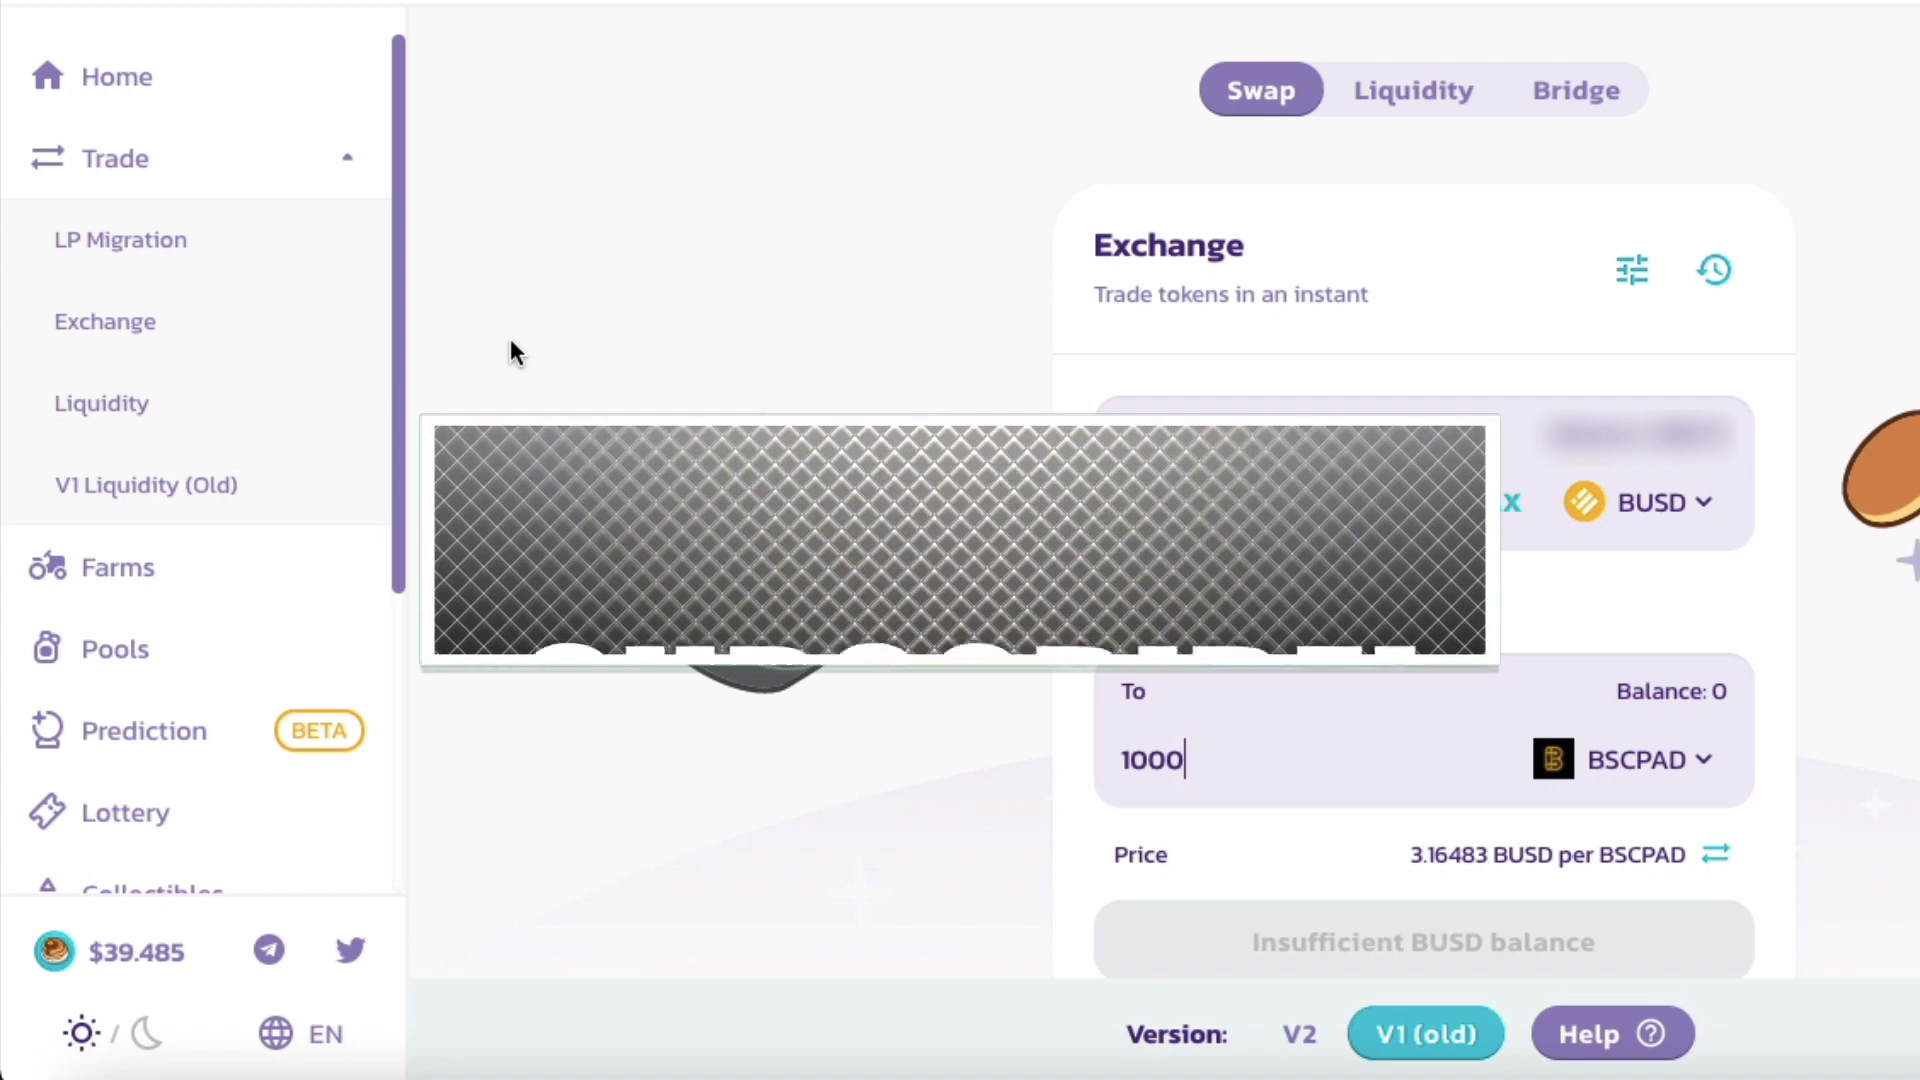 Home
Trade
LP Migration
Exchange
Liquidity
V1 Liquidity (Old)
Farms
Pools
Prediction
BETA
Lottery
Collectibles
$39.485
/
EN
Swap
Liquidity
Bridge
Exchange
Trade tokens in an instant
X
BUSD
To
Balance: 0
1000
BSCPAD
Price
3.16483 BUSD per BSCPAD
Insufficient BUSD balance
Version:
V2
V1 (old)
Help